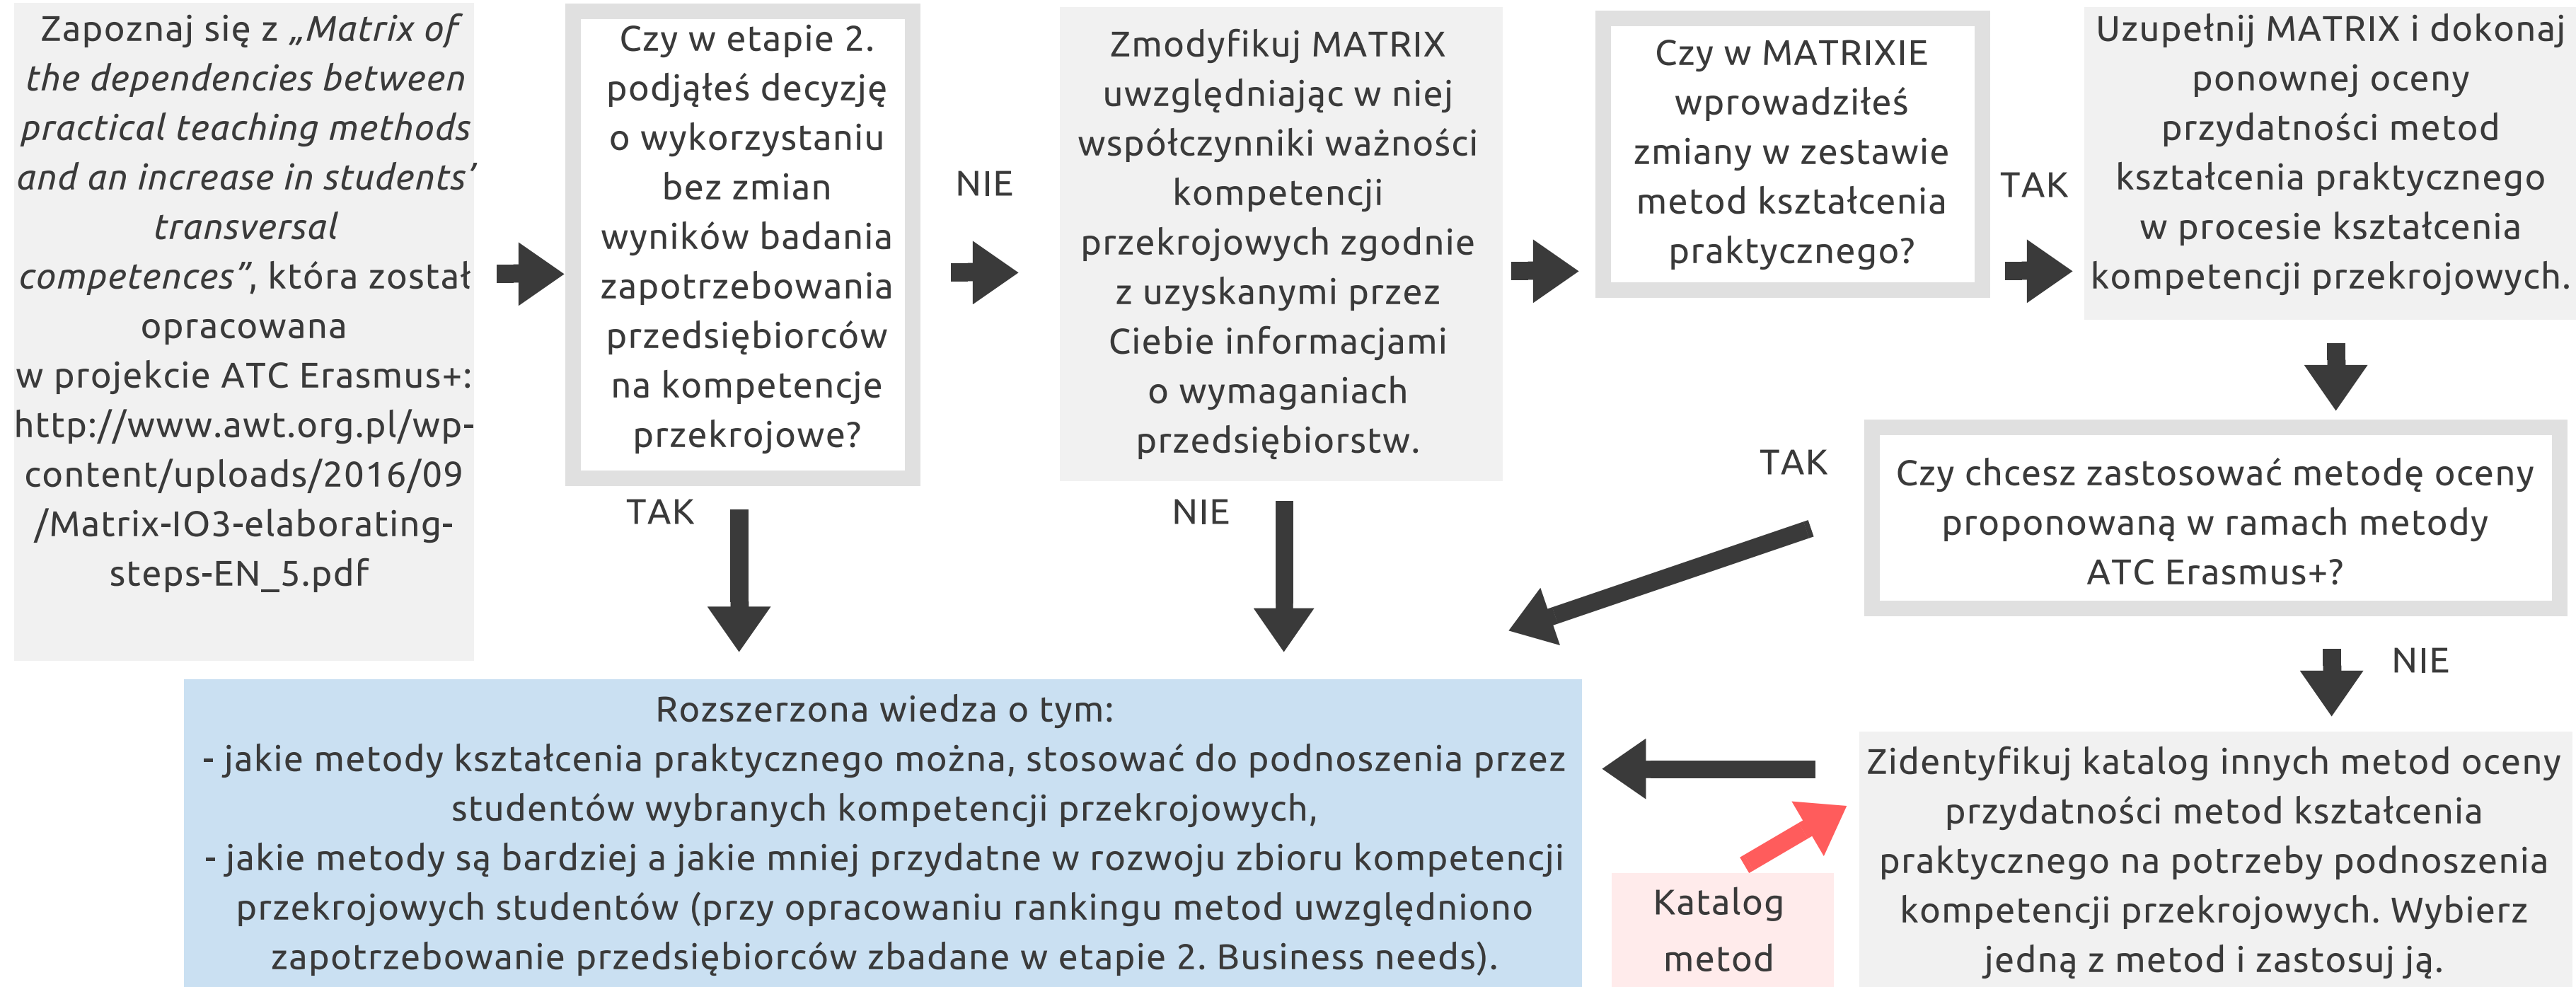 Zapoznaj się z „Matrix of
the dependencies between
practical teaching methods
and an increase in students’
transversal
competences”, która został
opracowana
w projekcie ATC Erasmus+:
http://www.awt.org.pl/wp-
content/uploads/2016/09
/Matrix-IO3-elaborating-
steps-EN_5.pdf
Czy w etapie 2.
podjąłeś decyzję
o wykorzystaniu
bez zmian
wyników badania
zapotrzebowania
przedsiębiorców
na kompetencje
przekrojowe?
NIE
TAK
Zmodyfikuj MATRIX
uwzględniając w niej
współczynniki ważności
kompetencji
przekrojowych zgodnie
z uzyskanymi przez
Ciebie informacjami
o wymaganiach
przedsiębiorstw.
NIE
Czy w MATRIXIE
wprowadziłeś
zmiany w zestawie
metod kształcenia
praktycznego?
TAK
Uzupełnij MATRIX i dokonaj
ponownej oceny
przydatności metod
kształcenia praktycznego
w procesie kształcenia
kompetencji przekrojowych.
TAK
Czy chcesz zastosować metodę oceny
proponowaną w ramach metody
ATC Erasmus+?
NIE
Rozszerzona wiedza o tym:
- jakie metody kształcenia praktycznego można, stosować do podnoszenia przez
studentów wybranych kompetencji przekrojowych,
- jakie metody są bardziej a jakie mniej przydatne w rozwoju zbioru kompetencji
przekrojowych studentów (przy opracowaniu rankingu metod uwzględniono
zapotrzebowanie przedsiębiorców zbadane w etapie 2. Business needs).
Katalog
metod
Zidentyfikuj katalog innych metod oceny
przydatności metod kształcenia
praktycznego na potrzeby podnoszenia
kompetencji przekrojowych. Wybierz
jedną z metod i zastosuj ją.